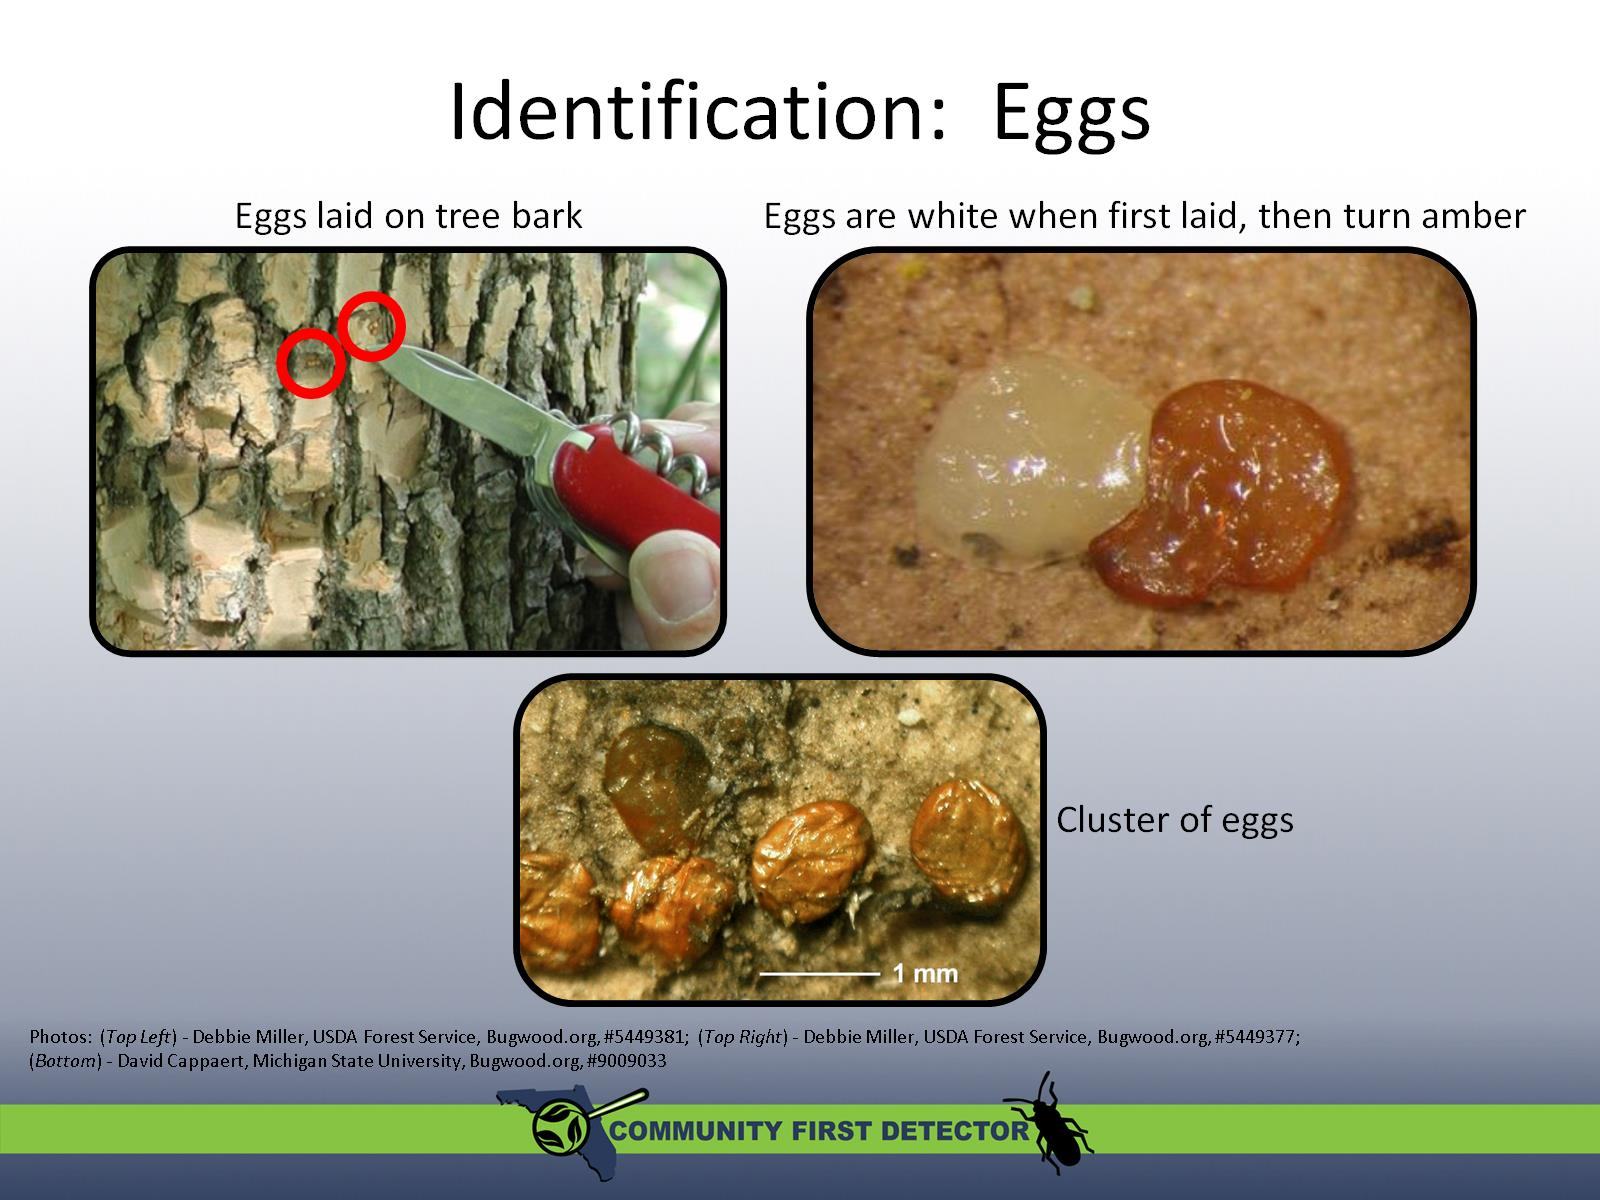 Identification:  Eggs
Eggs laid on tree bark
Eggs are white when first laid, then turn amber
1 mm
Cluster of eggs
Photos:  (Top Left) - Debbie Miller, USDA Forest Service, Bugwood.org, #5449381;  (Top Right) - Debbie Miller, USDA Forest Service, Bugwood.org, #5449377;
(Bottom) - David Cappaert, Michigan State University, Bugwood.org, #9009033
COMMUNITY FIRST DETECTOR